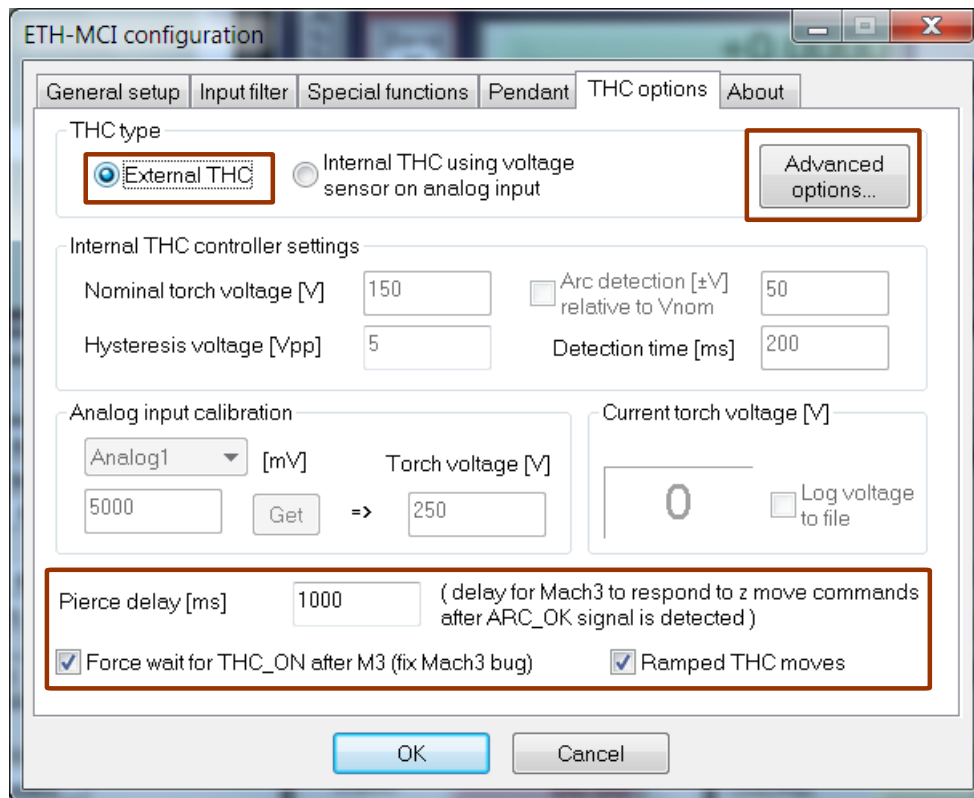 ETH-MCI configuration
X
General setup
Input filter
Special functions
Pendant
THC options
About
THC type
External THC
Internal THC using voltage
sensor on analog input
Advanced
options...
Internal THC controller settings
Nominal torch voltage [V]
150
Arc detection [±V]
relative to Vnom
50
Hysteresis voltage [Vpp]
5
Detection time [ms]
200
Analog input calibration
Analog1
[mV]
Torch voltage [V]
5000
Get
=>
250
Current torch voltage [V]
0
Log voltage
to file
Pierce delay [ms]
1000
( delay for Mach3 to respond to z move commands
after ARC_OK signal is detected )
Force wait for THC_ON after M3 (fix Mach3 bug)
Ramped THC moves
OK
Cancel